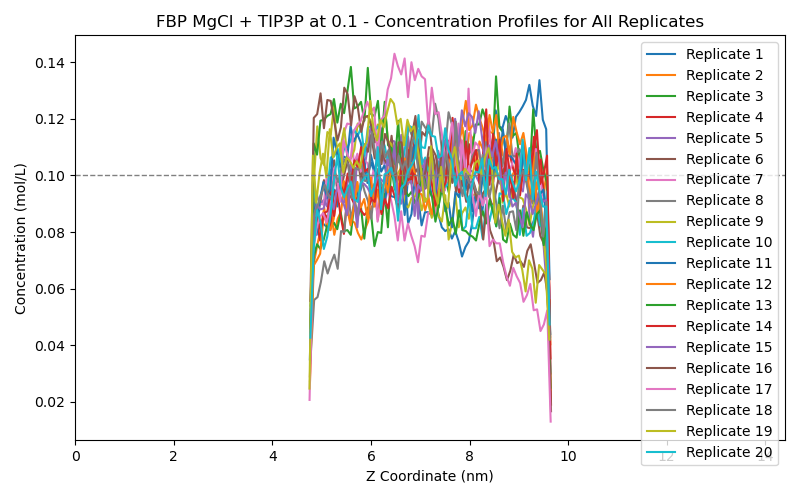 FBP MgCl + TIP3P at 0.1 - Concentration Profiles for All Replicates
Concentration (mol/L)
0.14
0.12
0.10
0.08
0.06
0.04
0.02
0
2
4
6
8
10
12
14
Z Coordinate (nm)
Replicate 1
Replicate 2
Replicate 3
Replicate 4
Replicate 5
Replicate 6
Replicate 7
Replicate 8
Replicate 9
Replicate 10
Replicate 11
Replicate 12
Replicate 13
Replicate 14
Replicate 15
Replicate 16
Replicate 17
Replicate 18
Replicate 19
Replicate 20